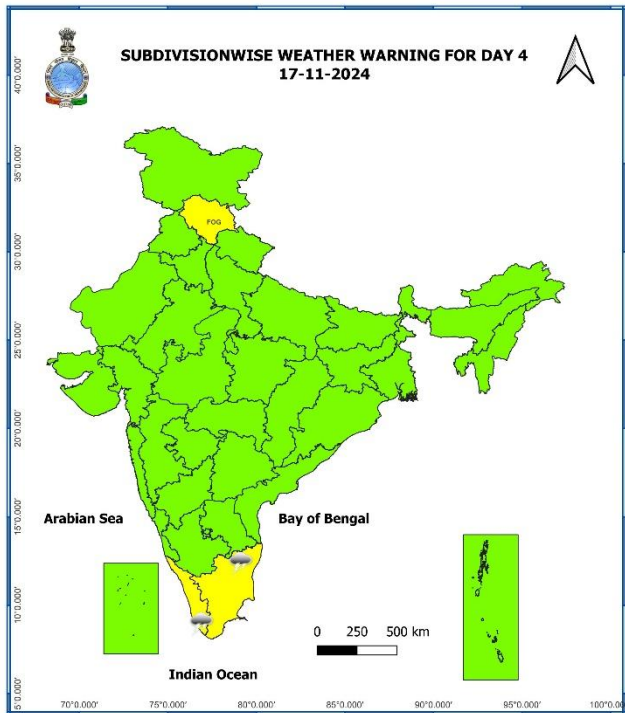 SUBDIVISIONWISE WEATHER WARNING FOR DAY 4
17-11-2024
40°0.000'
35°0.000'
30°0.000'
25°0.000'
20°0.000'
15°0.000'
10°0.000'
5°0.000'
FOG
Arabian Sea
Bay of Bengal
0 250 500 km
Indian Ocean
70°0.000' 75°0.000' 80°0.000' 85°0.000' 90°0.000' 95°0.000' 100°0.000'